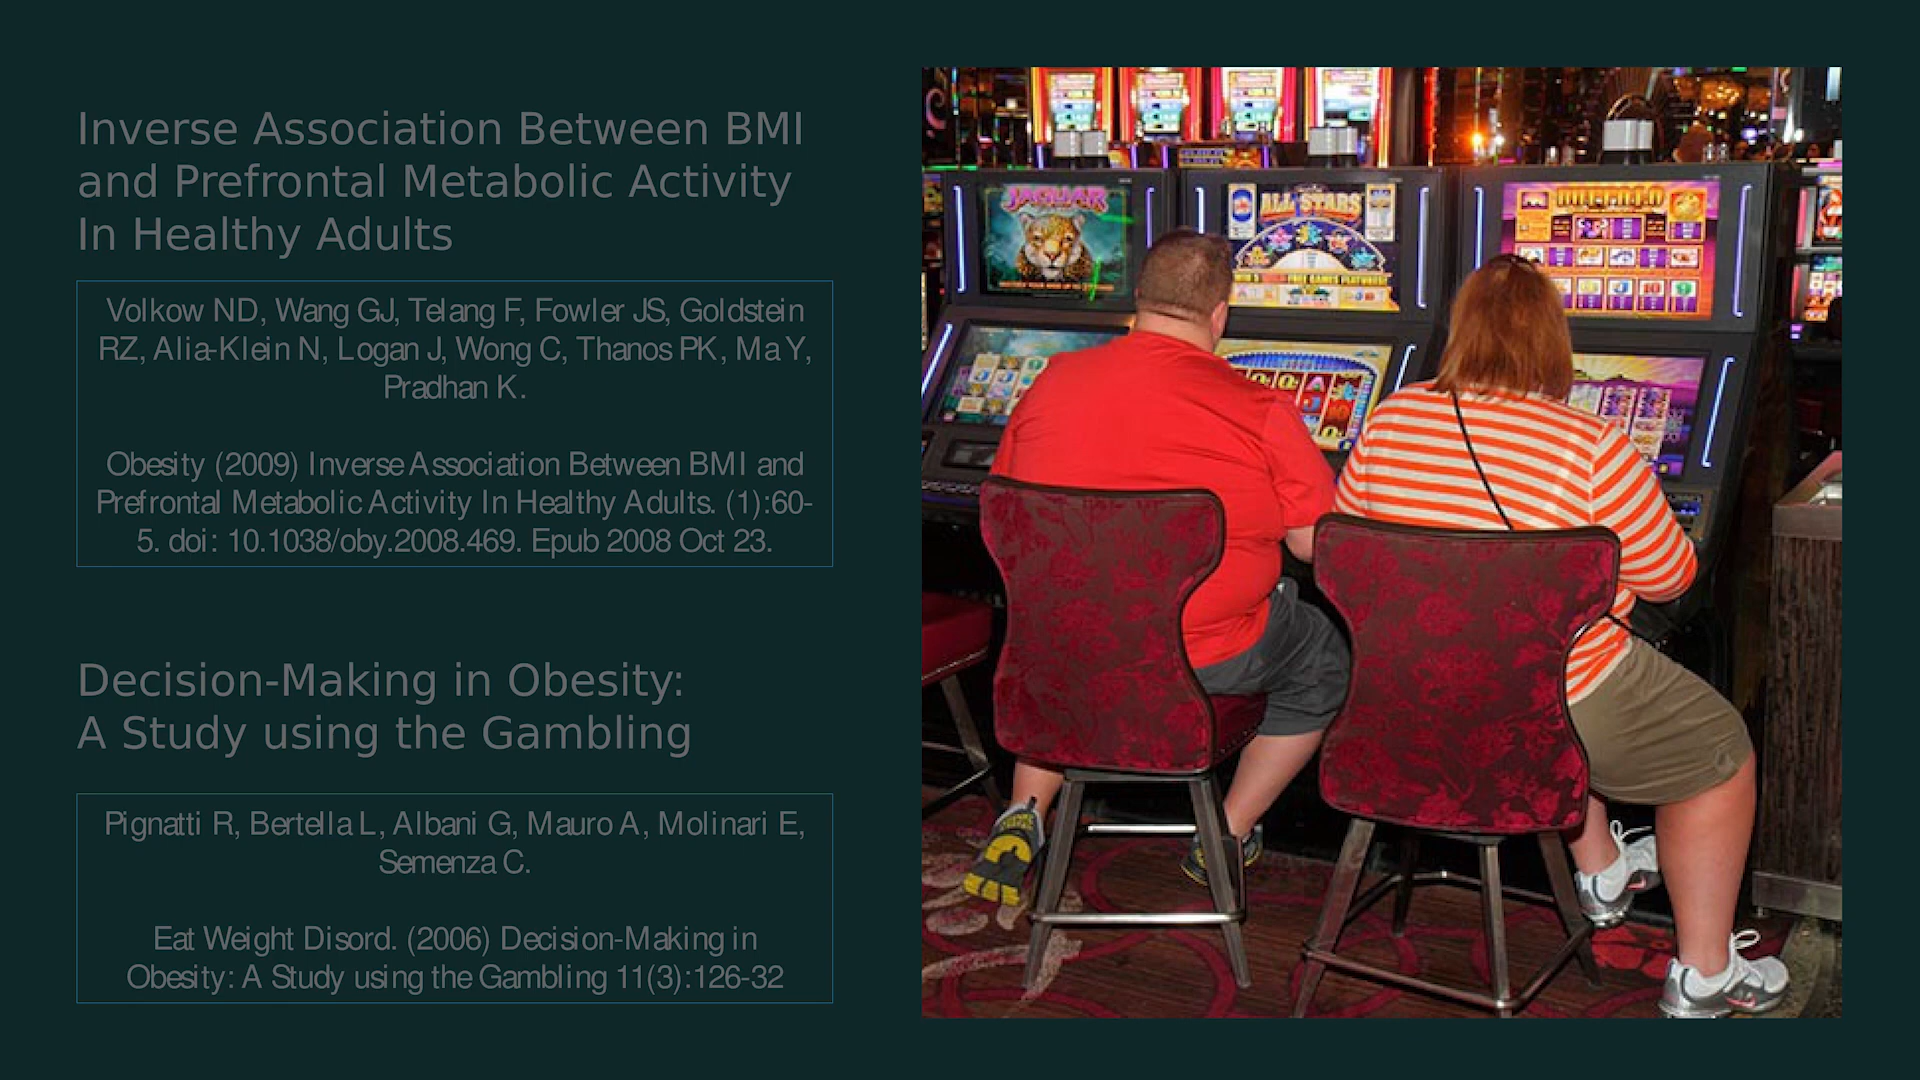 Inverse Association Between BMI
and Prefrontal Metabolic Activity
In Healthy Adults
Volkow ND, Wang GJ, Telang F, Fowler JS, Goldstein
RZ, Alia-Klein N, Logan J, Wong C, Thanos PK, Ma Y,
Pradhan K.
Obesity (2009) Inverse Association Between BMI and
Prefrontal Metabolic Activity In Healthy Adults. (1):60-
5. doi: 10.1038/oby.2008.469. Epub 2008 Oct 23.
Decision-Making in Obesity:
A Study using the Gambling
Pignatti R, Bertella L, Albani G, Mauro A, Molinari E,
Semenza C.
Eat Weight Disord. (2006) Decision-Making in
Obesity: A Study using the Gambling 11(3):126-32
JAGUAR
ALL STARS
BUFFALO